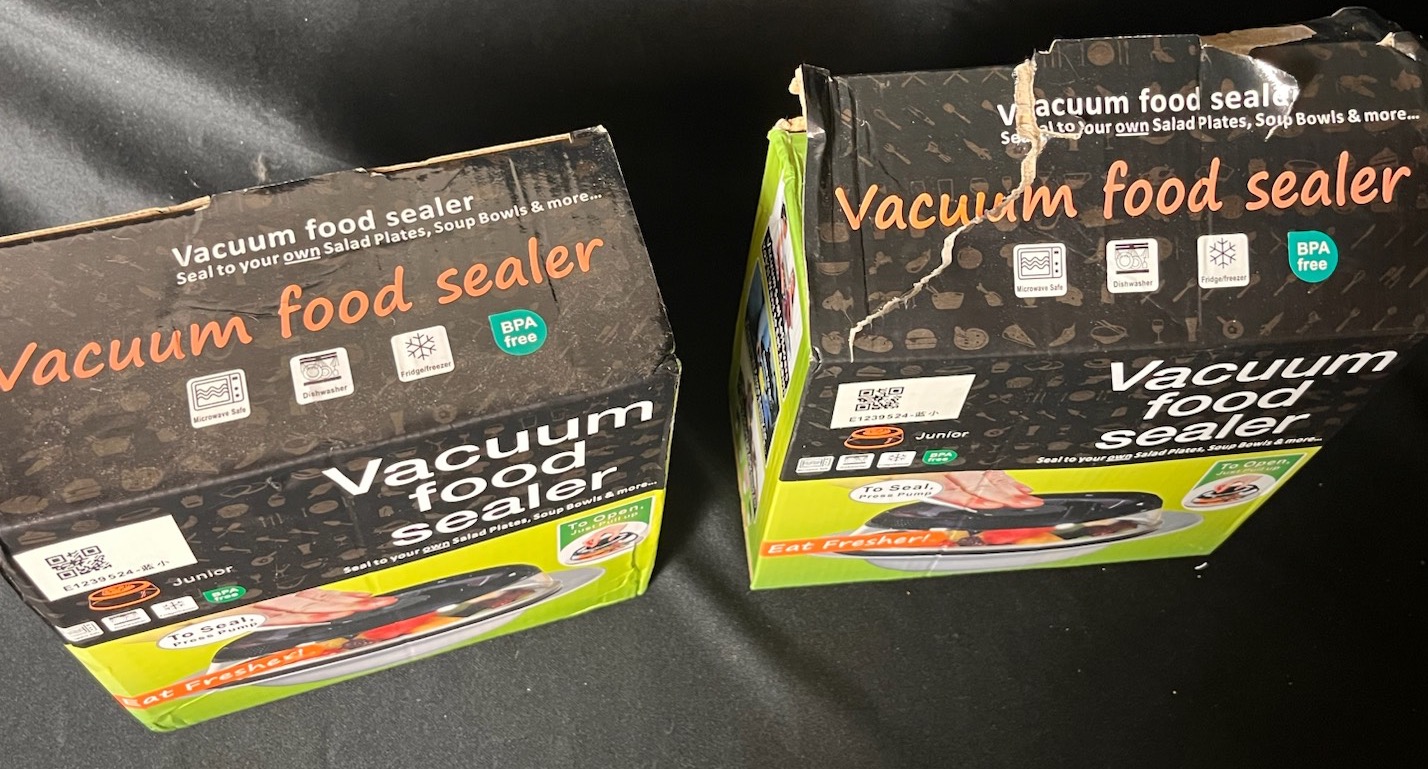 Vacuum food sealer
Seal to your own Salad Plates, Soup Bowls & more...
Vacuum food sealer
Microwave Safe
Dishwasher
Fridge/freezer
BPA
free
Vacuum
food
sealer
Seal to your own Salad Plates, Soup Bowls & more...
E1239524-蓝小
Junior
BPA
free
To Seal,
Press Pump
To Open,
Just Pull up
Eat Fresher!
Vacuum food seale
Seal to your own Salad Plates, Soup Bowls & more...
Vacuum food sealer
Microwave Safe
Dishwasher
Fridge/freezer
BPA
free
Vacuum
food
sealer
Seal to your own Salad Plates, Soup Bowls & more...
E1239524-蓝小
Junior
BPA
free
To Seal,
Press Pump
To Open,
Just Pull up
Eat Fresher!